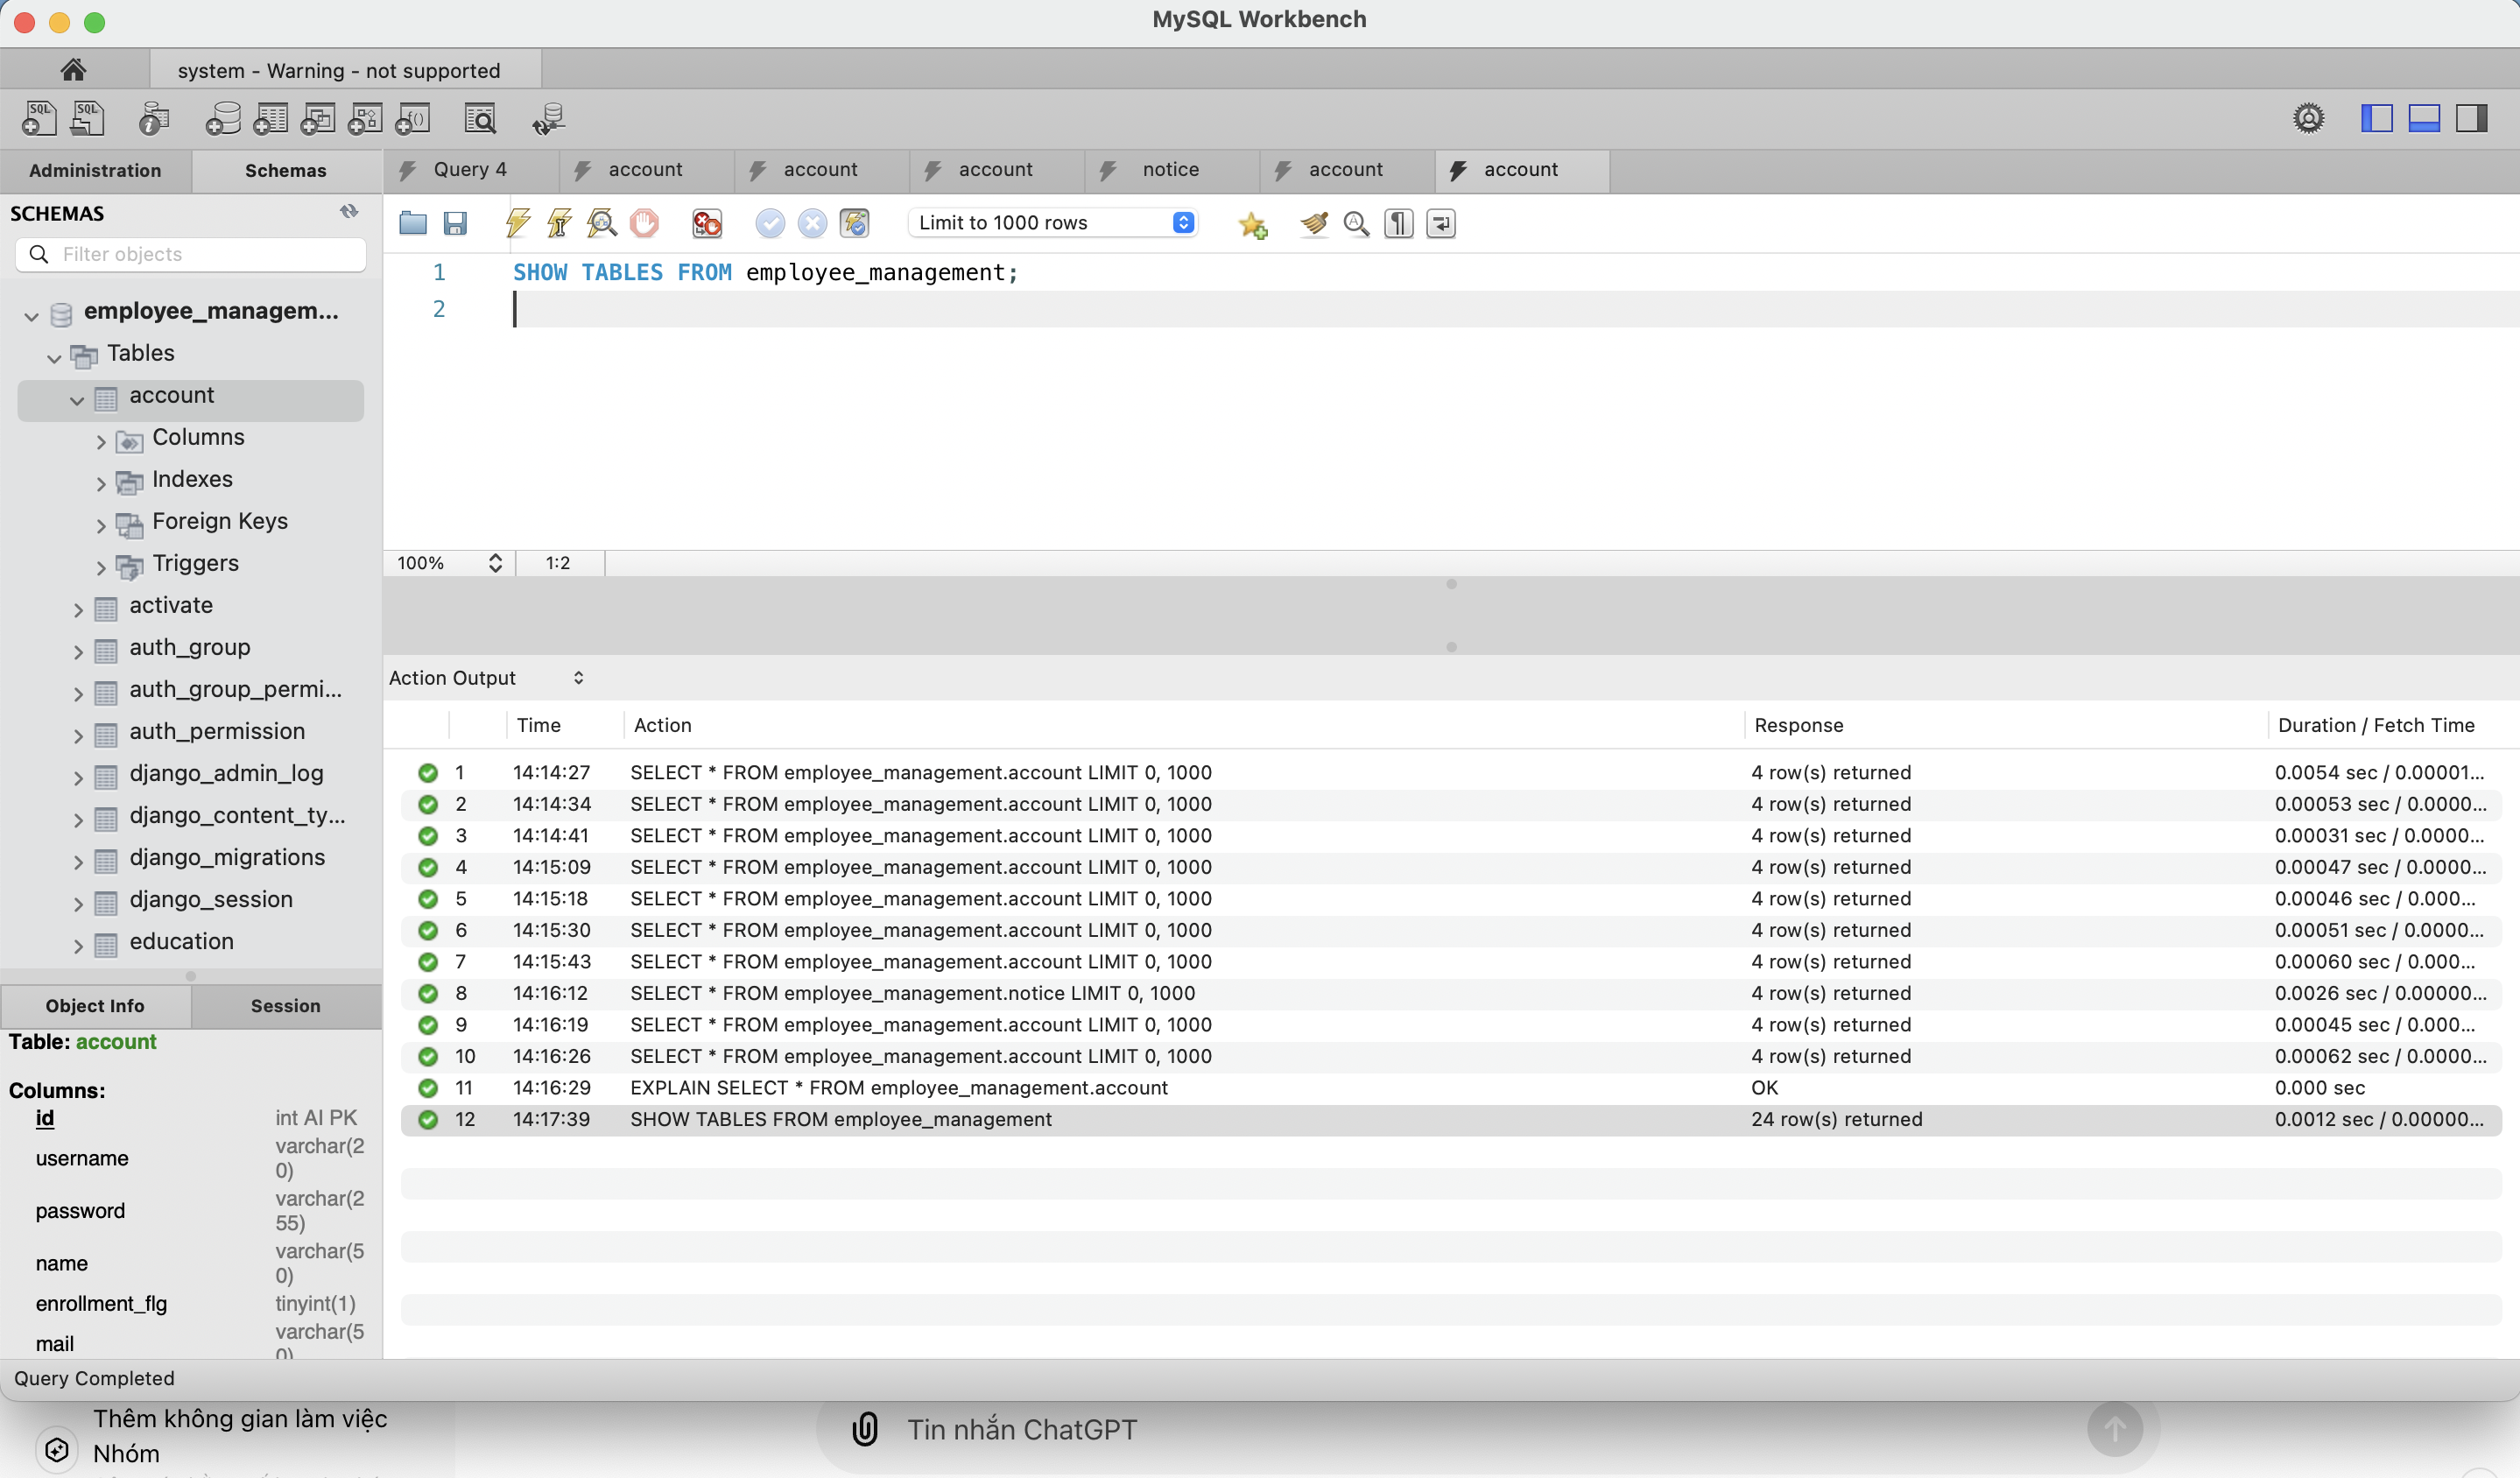 MySQL Workbench
system - Warning - not supported
Administration
Schemas
Query 4
account
account
account
notice
account
account
SCHEMAS
Filter objects
employee_managem...
Tables
account
Columns
Indexes
Foreign Keys
Triggers
activate
auth_group
auth_group_permi...
auth_permission
django_admin_log
django_content_ty...
django_migrations
django_session
education
Object Info
Session
Table: account
Columns:
id int AI PK
username varchar(20)
password varchar(255)
name varchar(50)
enrollment_flg tinyint(1)
mail varchar(50)
Limit to 1000 rows
1 SHOW TABLES FROM employee_management;
2
100% 1:2
Action Output
Time Action Response Duration / Fetch Time
1 14:14:27 SELECT * FROM employee_management.account LIMIT 0, 1000 4 row(s) returned 0.0054 sec / 0.00001...
2 14:14:34 SELECT * FROM employee_management.account LIMIT 0, 1000 4 row(s) returned 0.00053 sec / 0.0000...
3 14:14:41 SELECT * FROM employee_management.account LIMIT 0, 1000 4 row(s) returned 0.00031 sec / 0.0000...
4 14:15:09 SELECT * FROM employee_management.account LIMIT 0, 1000 4 row(s) returned 0.00047 sec / 0.0000...
5 14:15:18 SELECT * FROM employee_management.account LIMIT 0, 1000 4 row(s) returned 0.00046 sec / 0.000...
6 14:15:30 SELECT * FROM employee_management.account LIMIT 0, 1000 4 row(s) returned 0.00051 sec / 0.0000...
7 14:15:43 SELECT * FROM employee_management.account LIMIT 0, 1000 4 row(s) returned 0.00060 sec / 0.000...
8 14:16:12 SELECT * FROM employee_management.notice LIMIT 0, 1000 4 row(s) returned 0.0026 sec / 0.00000...
9 14:16:19 SELECT * FROM employee_management.account LIMIT 0, 1000 4 row(s) returned 0.00045 sec / 0.000...
10 14:16:26 SELECT * FROM employee_management.account LIMIT 0, 1000 4 row(s) returned 0.00062 sec / 0.0000...
11 14:16:29 EXPLAIN SELECT * FROM employee_management.account OK 0.000 sec
12 14:17:39 SHOW TABLES FROM employee_management 24 row(s) returned 0.0012 sec / 0.00000...
Query Completed
Thêm không gian làm việc
Nhóm
Tin nhắn ChatGPT